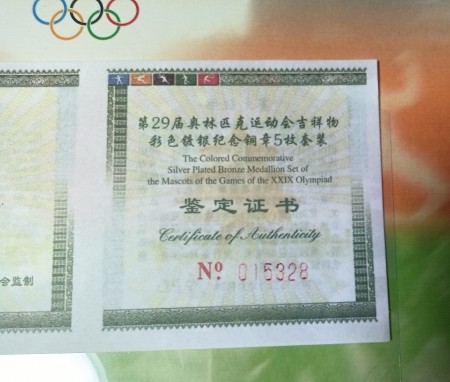 第29届奥林匹克运动会吉祥物
彩色镀银纪念铜章5枚套装
The Colored Commemorative
Silver Plated Bronze Medallion Set of
the Mascots of the Games of the XXIX Olympiad
鉴定证书
Certificate of Authenticity
№ 015328
会监制